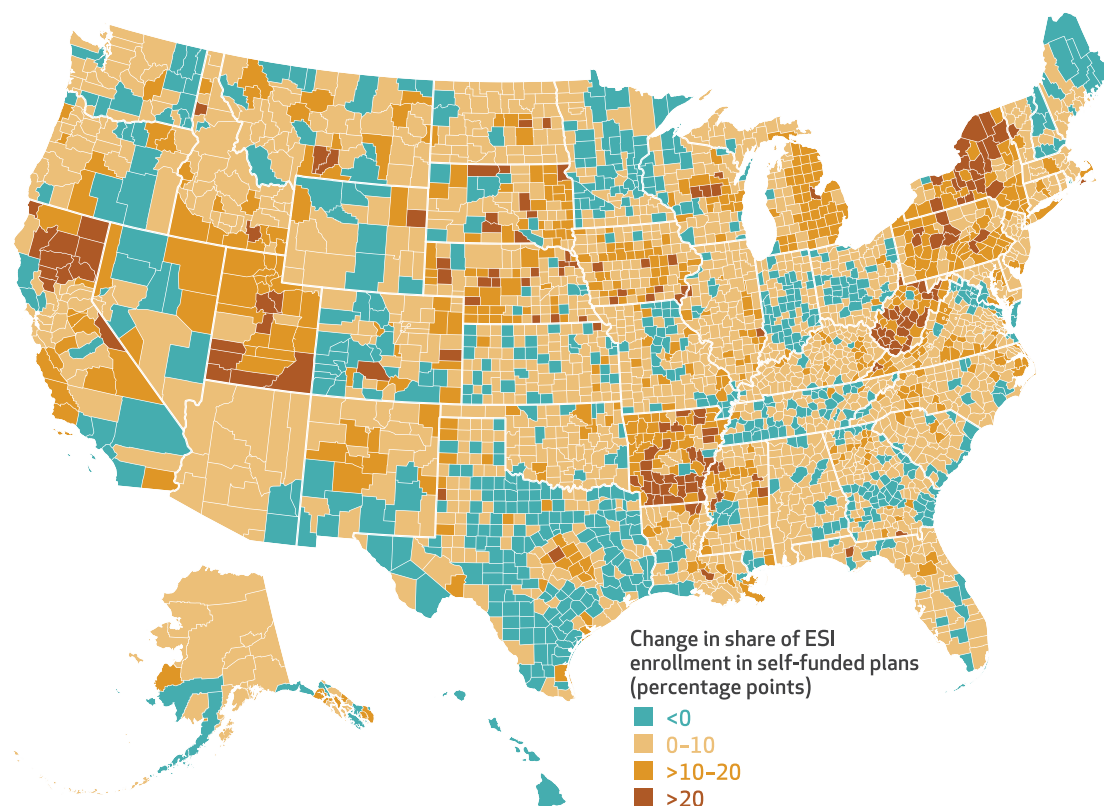 Change in share of ESI
enrollment in self-funded plans
(percentage points)
<0
0–10
>10–20
>20